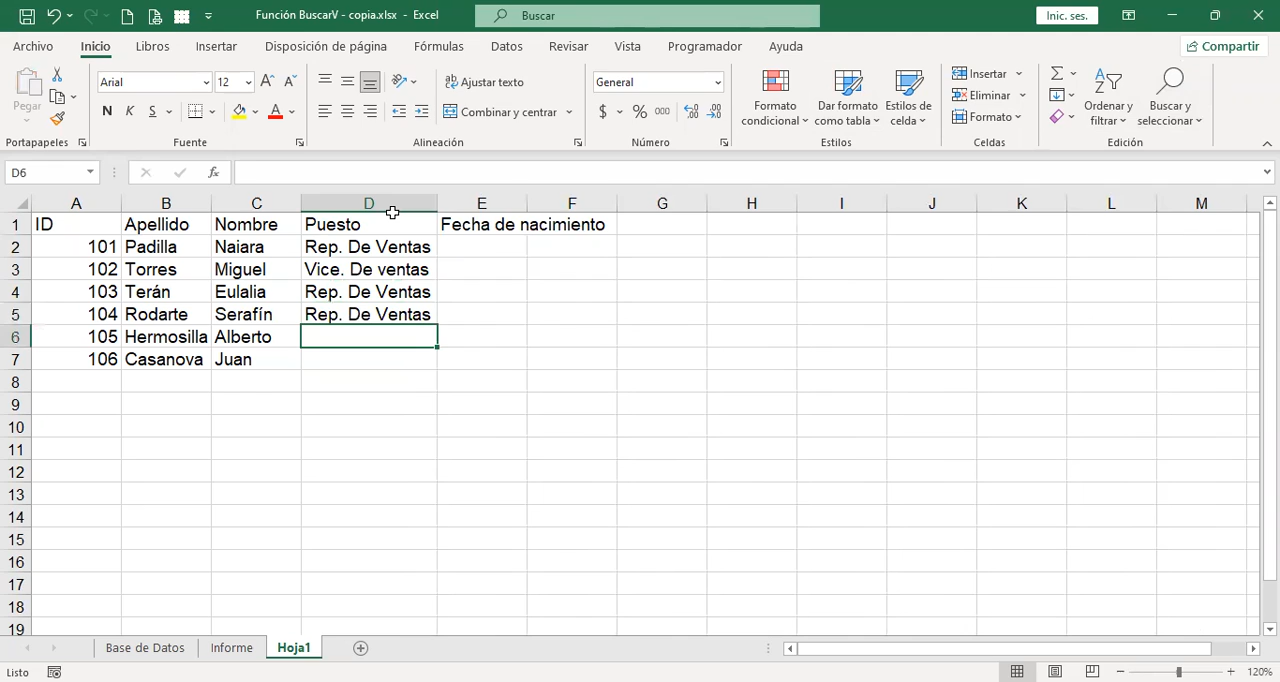 Función BuscarV - copia.xlsx - Excel
Buscar
Inic. ses.
Archivo Inicio Libros Insertar Disposición de página Fórmulas Datos Revisar Vista Programador Ayuda
Compartir
Pegar
Arial 12
N K S
Ajustar texto
Combinar y centrar
General
$ % 000
Formato condicional
Dar formato como tabla
Estilos de celda
Insertar
Eliminar
Formato
Ordenar y filtrar
Buscar y seleccionar
Portapapeles Fuente Alineación Número Estilos Celdas Edición
D6 fx
A B C D E F G H I J K L M
1 ID Apellido Nombre Puesto Fecha de nacimiento
2 101 Padilla Naiara Rep. De Ventas
3 102 Torres Miguel Vice. De ventas
4 103 Terán Eulalia Rep. De Ventas
5 104 Rodarte Serafín Rep. De Ventas
6 105 Hermosilla Alberto
7 106 Casanova Juan
8
9
10
11
12
13
14
15
16
17
18
19
Base de Datos Informe Hoja1
Listo 120%